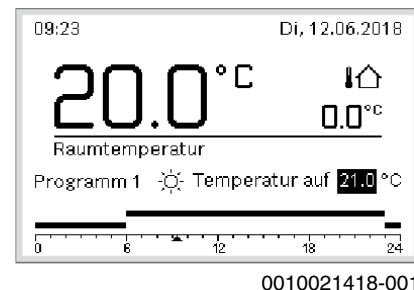 09:23 Di, 12.06.2018
20.0°C
0.0°C
Raumtemperatur
Programm 1 Temperatur auf 21.0 °C
0 6 12 18 24
0010021418-001